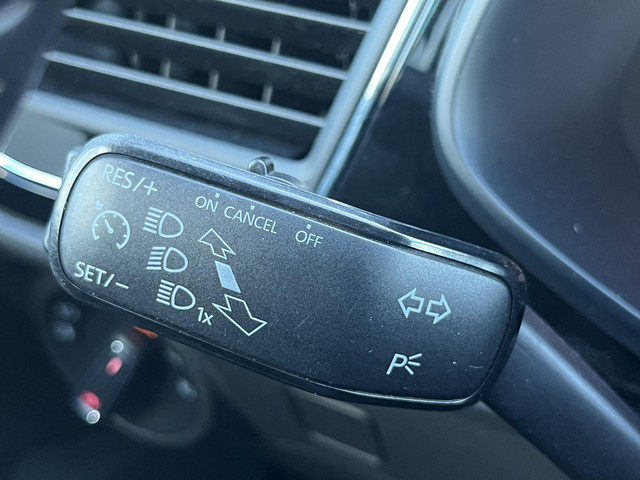 RES/+
ON CANCEL OFF
SET/–
1x
P